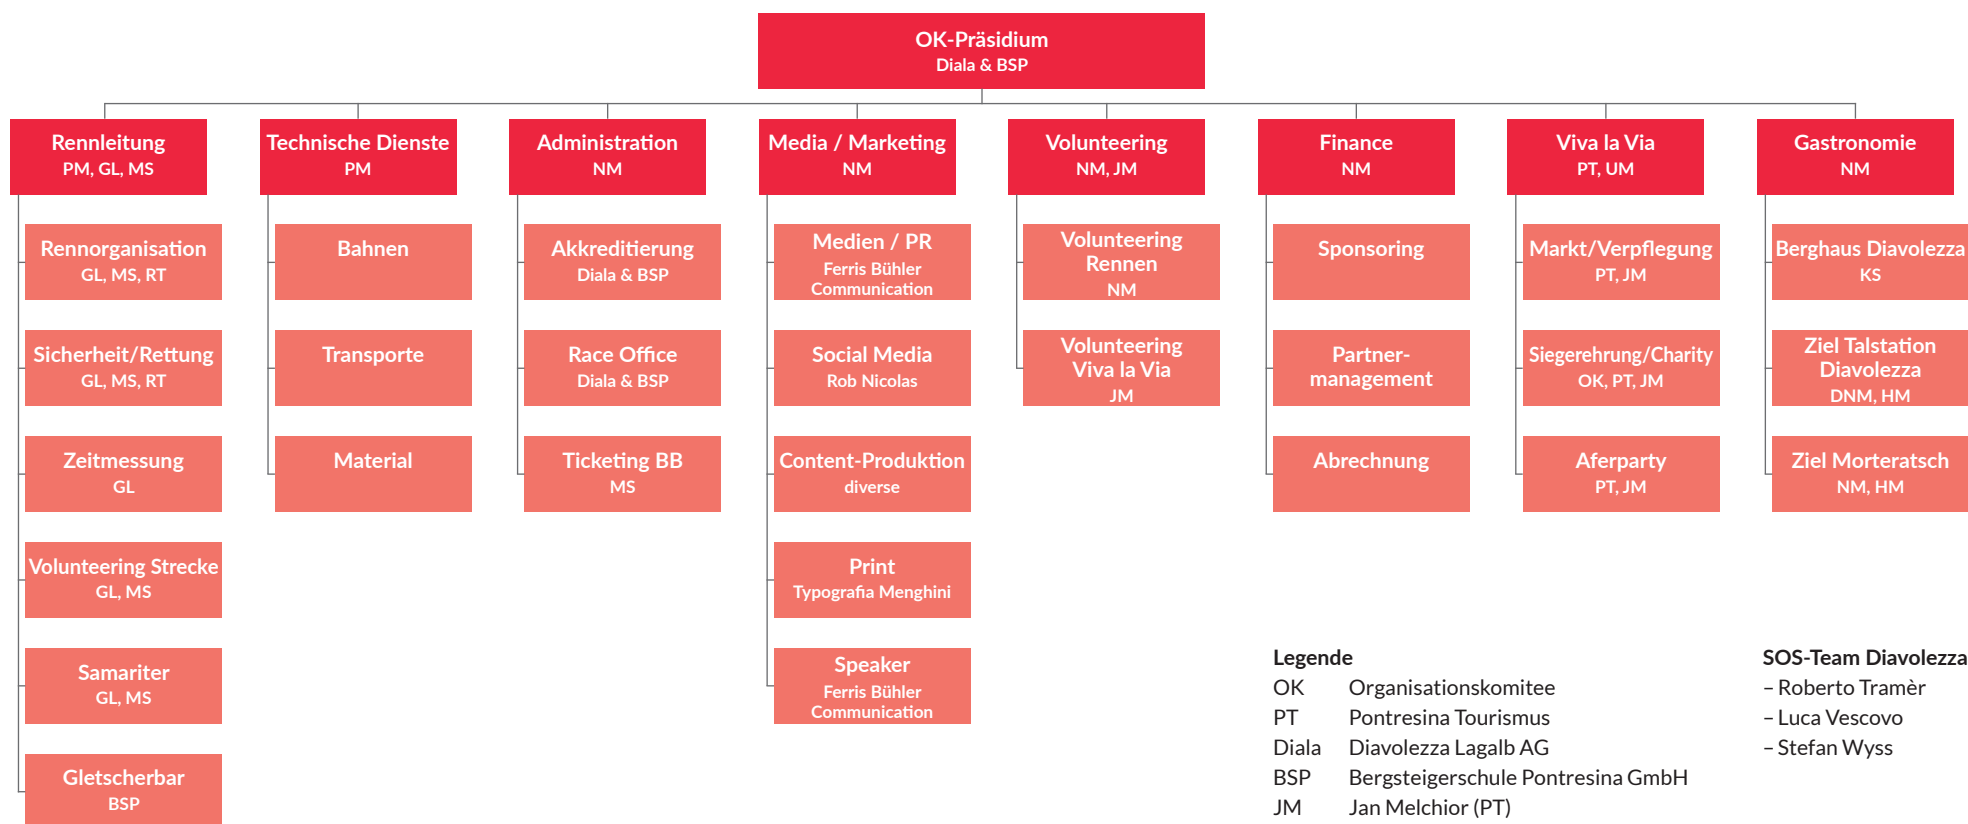 OK-Präsidium
Diala & BSP
Rennleitung
PM, GL, MS
Rennorganisation
GL, MS, RT
Sicherheit/Rettung
GL, MS, RT
Zeitmessung
GL
Volunteering Strecke
GL, MS
Samariter
GL, MS
Gletscherbar
BSP
Technische Dienste
PM
Bahnen
Transporte
Material
Administration
NM
Akkreditierung
Diala & BSP
Race Office
Diala & BSP
Ticketing BB
MS
Media / Marketing
NM
Medien / PR
Ferris Bühler
Communication
Social Media
Rob Nicolas
Content-Produktion
diverse
Print
Typografia Menghini
Speaker
Ferris Bühler
Communication
Volunteering
NM, JM
Volunteering
Rennen
NM
Volunteering
Viva la Via
JM
Finance
NM
Sponsoring
Partner-
management
Abrechnung
Viva la Via
PT, UM
Markt/Verpflegung
PT, JM
Siegerehrung/Charity
OK, PT, JM
Aferparty
PT, JM
Gastronomie
NM
Berghaus Diavolezza
KS
Ziel Talstation
Diavolezza
DNM, HM
Ziel Morteratsch
NM, HM
Legende
OK Organisationskomitee
PT Pontresina Tourismus
Diala Diavolezza Lagalb AG
BSP Bergsteigerschule Pontresina GmbH
JM Jan Melchior (PT)
SOS-Team Diavolezza
– Roberto Tramèr
– Luca Vescovo
– Stefan Wyss